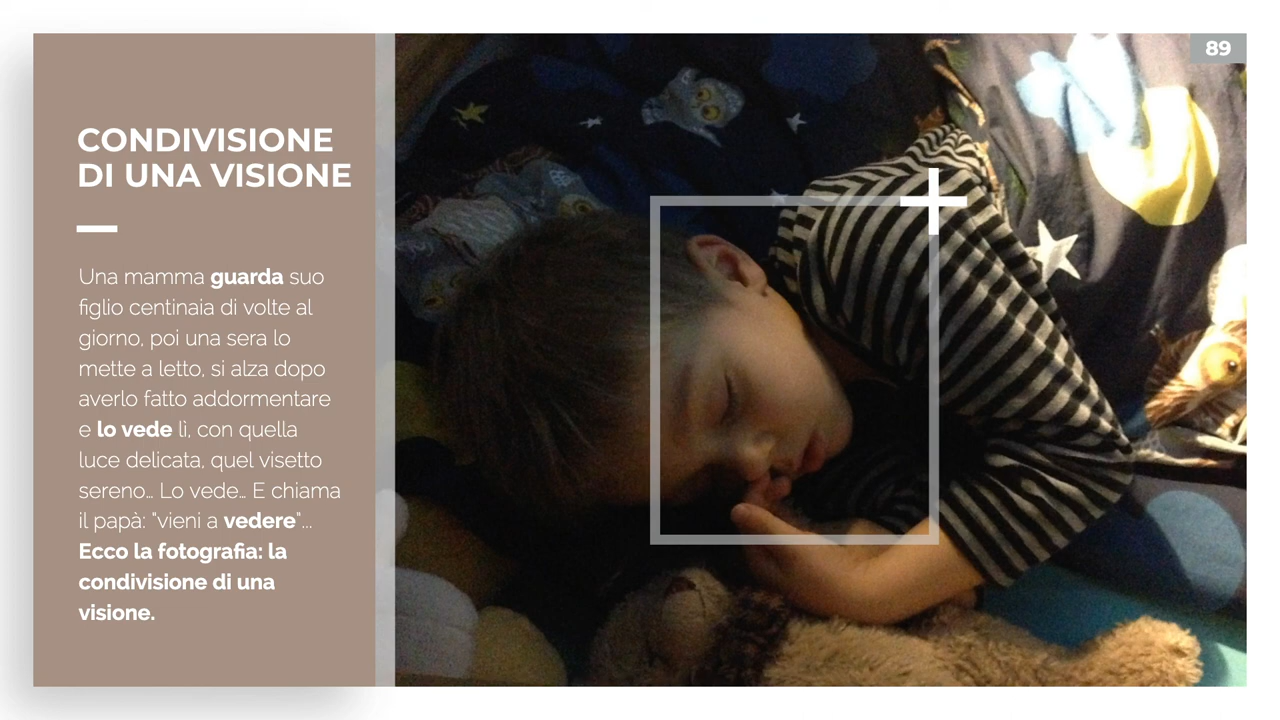 89
CONDIVISIONE
DI UNA VISIONE
Una mamma guarda suo
figlio centinaia di volte al
giorno, poi una sera lo
mette a letto, si alza dopo
averlo fatto addormentare
e lo vede lì, con quella
luce delicata, quel visetto
sereno… Lo vede… E chiama
il papà: "vieni a vedere"...
Ecco la fotografia: la
condivisione di una
visione.